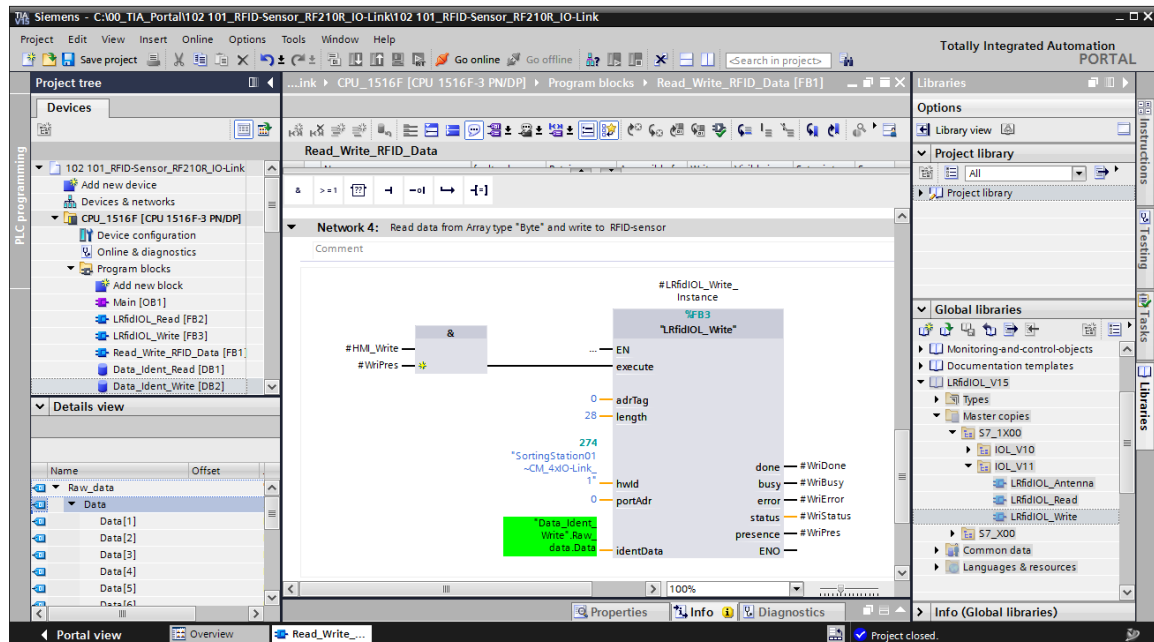 Siemens - C:\00_TIA_Portal\102 101_RFID-Sensor_RF210R_IO-Link\102 101_RFID-Sensor_RF210R_IO-Link
Project Edit View Insert Online Options Tools Window Help
Save project Go online Go offline <Search in project>
Totally Integrated Automation
PORTAL
Project tree
...ink CPU_1516F [CPU 1516F-3 PN/DP] Program blocks Read_Write_RFID_Data [FB1]
Libraries
Devices
Options
PLC programming
Library view
Read_Write_RFID_Data
Project library
All
Project library
102 101_RFID-Sensor_RF210R_IO-Link
Add new device
Devices & networks
CPU_1516F [CPU 1516F-3 PN/DP]
Device configuration
Online & diagnostics
Program blocks
Add new block
Main [OB1]
LRfidIOL_Read [FB2]
LRfidIOL_Write [FB3]
Read_Write_RFID_Data [FB1]
Data_Ident_Read [DB1]
Data_Ident_Write [DB2]
Details view
Name Offset
Raw_data
Data
Data[1]
Data[2]
Data[3]
Data[4]
Data[5]
Data[6]
& >=1 ?? -o| -[=]
Network 4: Read data from Array type "Byte" and write to RFID-sensor
Comment
#LRfidIOL_Write_
Instance
%FB3
"LRfidIOL_Write"
&
#HMI_Write
#WriPres
... EN
execute
0 adrTag
28 length
274
"SortingStation01
~CM_4xIO-Link_
1" hwId
0 portAdr
"Data_Ident_
Write".Raw_
data.Data identData
done #WriDone
busy #WriBusy
error #WriError
status #WriStatus
presence #WriPres
ENO
100%
Properties Info Diagnostics
Global libraries
Monitoring-and-control-objects
Documentation templates
LRfidIOL_V15
Types
Master copies
S7_1X00
IOL_V10
IOL_V11
LRfidIOL_Antenna
LRfidIOL_Read
LRfidIOL_Write
S7_X00
Common data
Languages & resources
Info (Global libraries)
Instructions
Testing
Tasks
Libraries
Portal view Overview Read_Write_... Project closed.